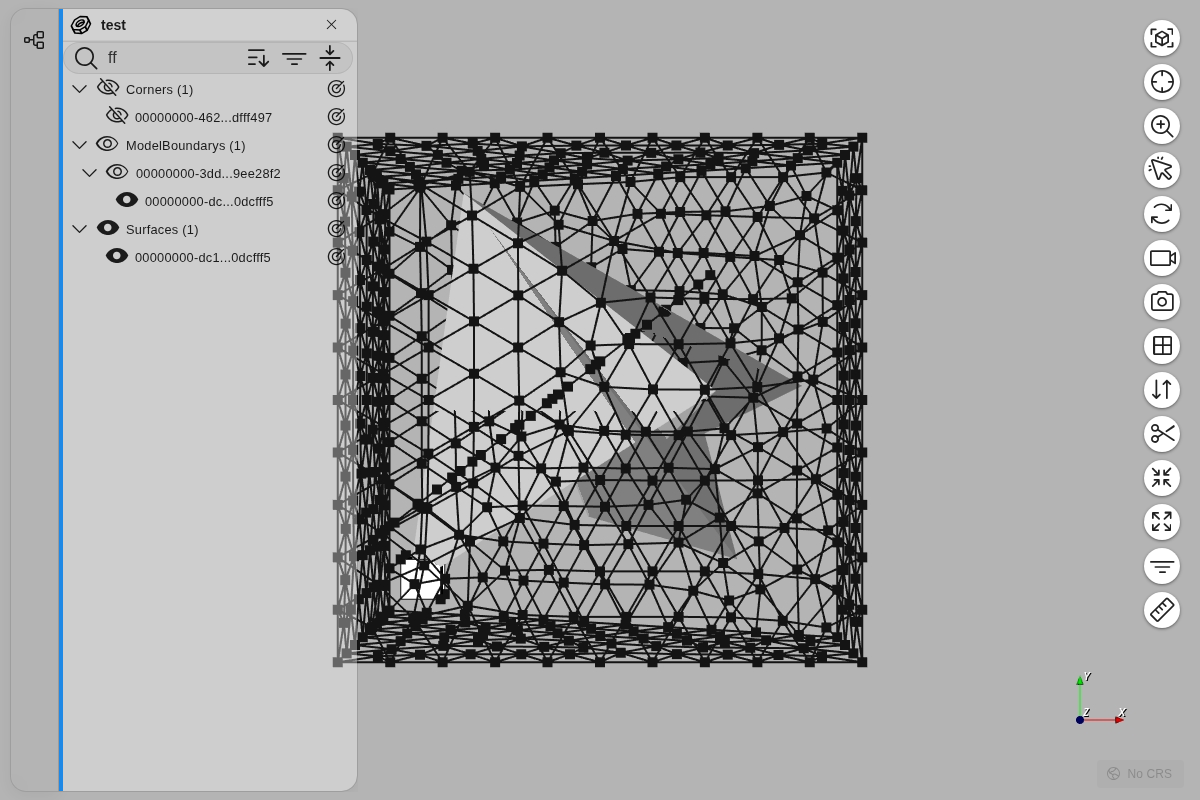 test
ff
Corners (1)
00000000-462...dfff497
ModelBoundarys (1)
00000000-3dd...9ee28f2
00000000-dc...0dcfff5
Surfaces (1)
00000000-dc1...0dcfff5
Y
Z
X
No CRS